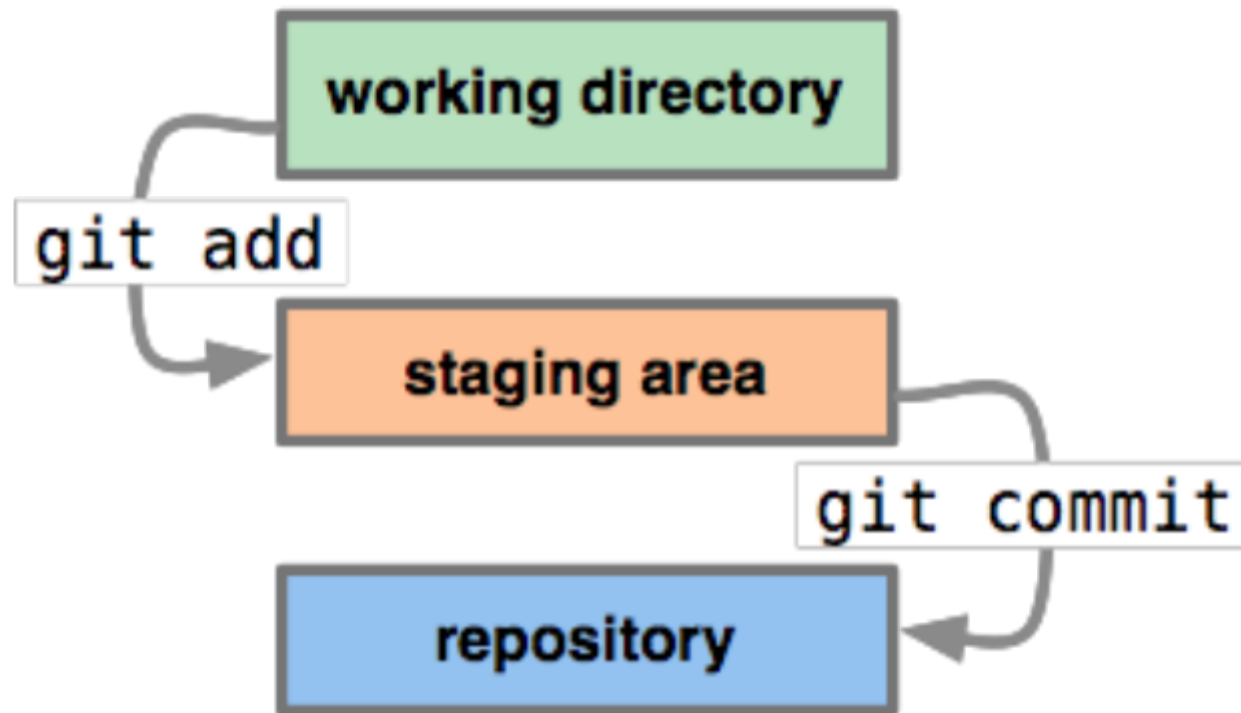 working directory
git add
staging area
git commit
repository